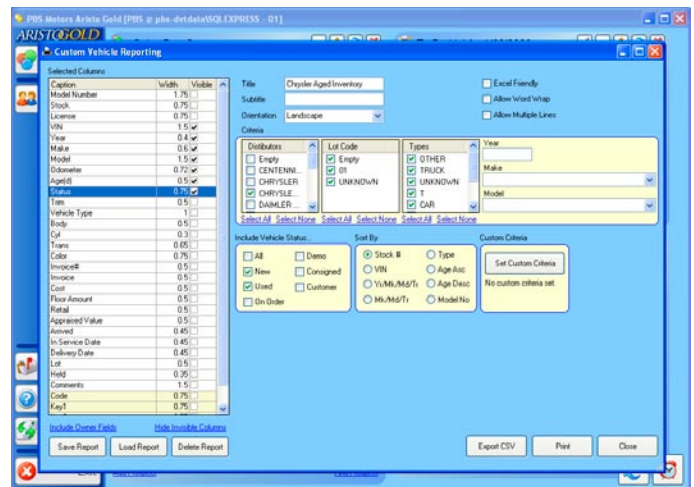 PBS Motors Aristo Gold [PBS @ pbs-dvtdata\SQLEXPRESS - 01]
ARISTOGOLD
Custom Vehicle Reporting
Selected Columns
Caption Width Visible
Model Number 1.75
Stock 0.75
License 0.75
VIN 1.5
Year 0.4
Make 0.6
Model 1.5
Odometer 0.72
Age(d) 0.5
Status 0.75
Trim 0.5
Vehicle Type 1
Body 0.5
Cyl 0.3
Trans 0.65
Color 0.75
Invoice# 0.5
Invoice 0.5
Cost 0.5
Floor Amount 0.5
Retail 0.5
Appraised Value 0.5
Arrived 0.45
In Service Date 0.45
Delivery Date 0.45
Lot 0.5
Held 0.35
Comments 1.5
Code 0.75
Key1 0.75
Include Owner Fields Hide Invisible Columns
Save Report Load Report Delete Report
Title Chrysler Aged Inventory
Subtitle
Orientation Landscape
Excel Friendly
Allow Word Wrap
Allow Multiple Lines
Criteria
Distibutors
Empty
CENTENNI...
CHRYSLER
CHRYSLE...
DAIMLER ...
Select All Select None
Lot Code
Empty
01
UNKNOWN
Select All Select None
Types
OTHER
TRUCK
UNKNOWN
T
CAR
Select All Select None
Year
Make
Model
Include Vehicle Status...
All Demo
New Consigned
Used Customer
On Order
Sort By
Stock # Type
VIN Age Asc
Yr/Mk/Md/Tr Age Desc
Mk/Md/Tr Model No
Custom Criteria
Set Custom Criteria
No custom criteria set.
Export CSV Print Close